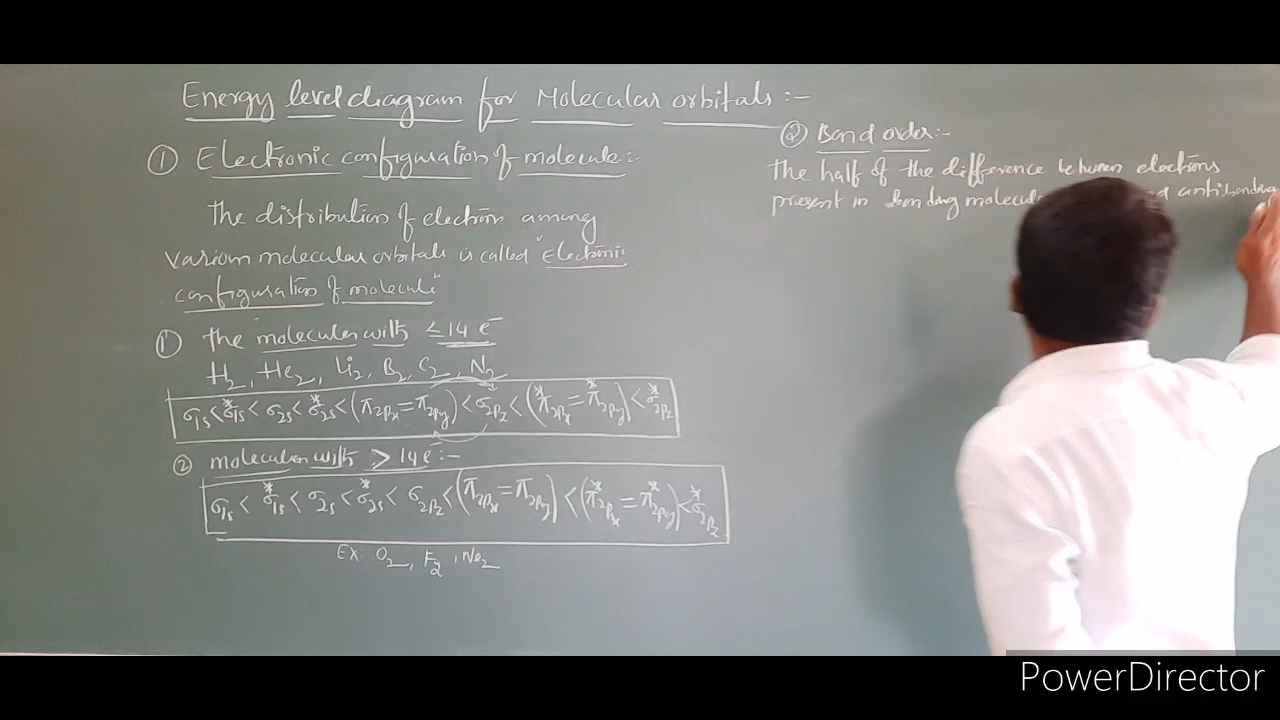 Energy level diagram for Molecular orbitals :-
① Electronic configuration of molecule:-
The distribution of electron among
various molecular orbitals is called "Electronic
configuration of molecule"
① the molecules with ≤14 e⁻
H₂, He₂, Li₂, B₂, C₂, N₂
σ1s < σ*1s < σ2s < σ*2s < (π2px = π2py) < σ2pz < (π*2px = π*2py) < σ*2pz
② molecules with > 14e⁻:-
σ1s < σ*1s < σ2s < σ*2s < σ2pz < (π2px = π2py) < (π*2px = π*2py) < σ*2pz
Ex: O₂, F₂, Ne₂
② Bond order:-
The half of the difference between electrons
present in bonding anti bonding
PowerDirector